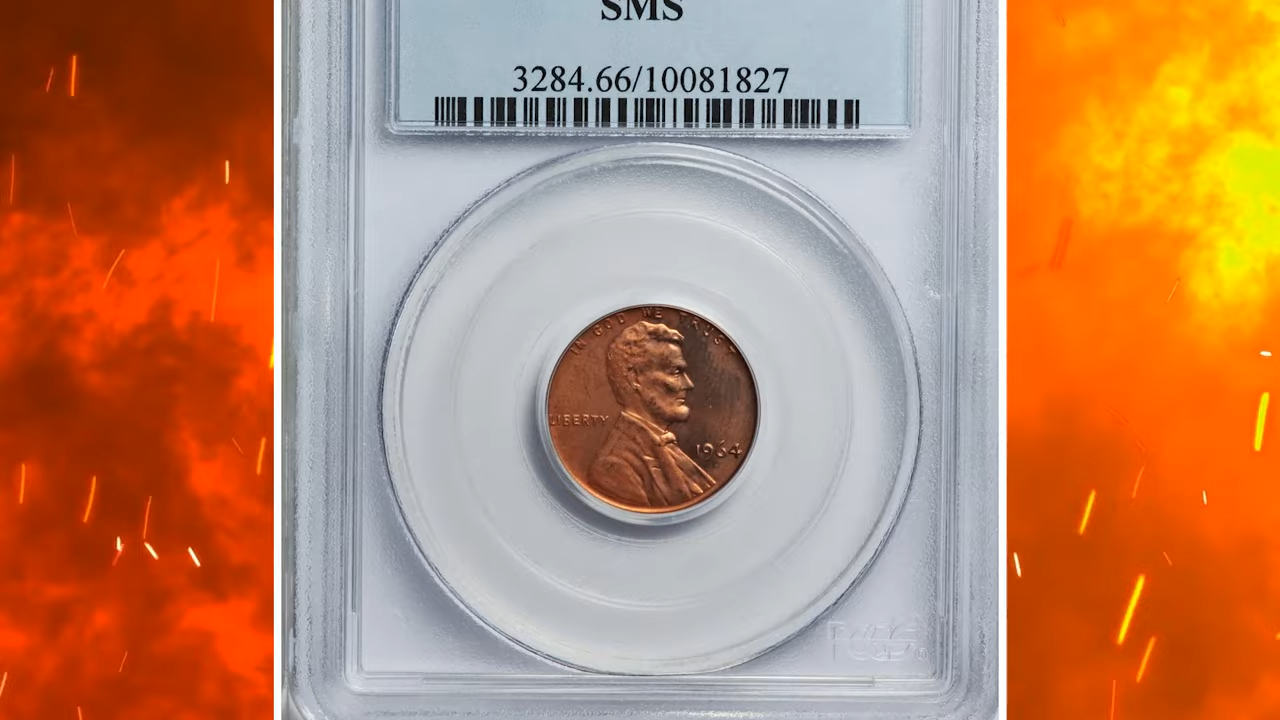 SMS
3284.66/10081827
IN GOD WE TRUST
LIBERTY
1964
PCGS